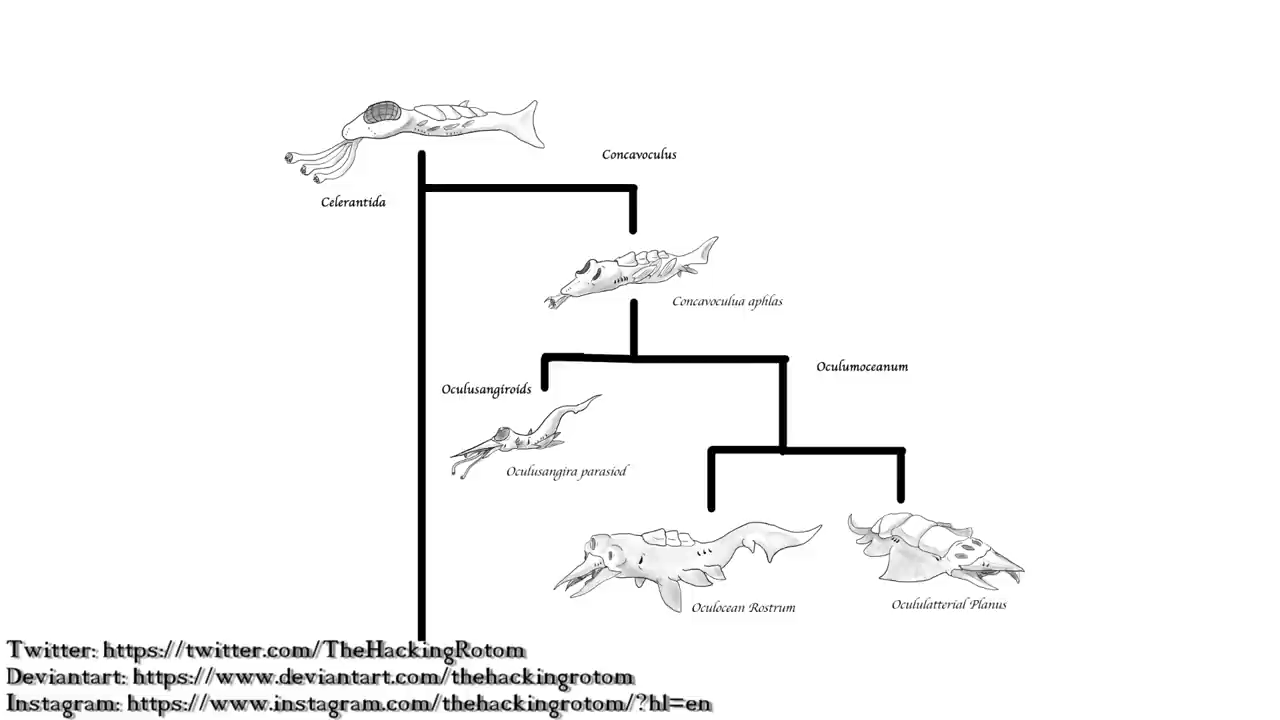 Concavoculus
Celerantida
Concavoculua aphlas
Oculumoceanum
Oculusangiroids
Oculusangira parasiod
Oculocean Rostrum
Ocululatterial Planus
Twitter: https://twitter.com/TheHackingRotom
Deviantart: https://www.deviantart.com/thehackingrotom
Instagram: https://www.instagram.com/thehackingrotom/?hl=en